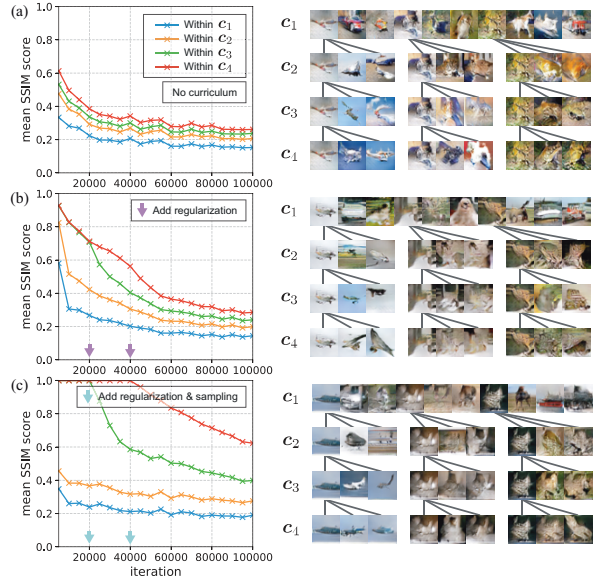 (a)
mean SSIM score
1.0
0.8
0.6
0.4
0.2
0.0
Within c1
Within c2
Within c3
Within c4
No curriculum
20000 40000 60000 80000 100000
c1
c2
c3
c4
(b)
mean SSIM score
1.0
0.8
0.6
0.4
0.2
0.0
Add regularization
20000 40000 60000 80000 100000
c1
c2
c3
c4
(c)
mean SSIM score
1.0
0.8
0.6
0.4
0.2
0.0
Add regularization & sampling
20000 40000 60000 80000 100000
iteration
c1
c2
c3
c4